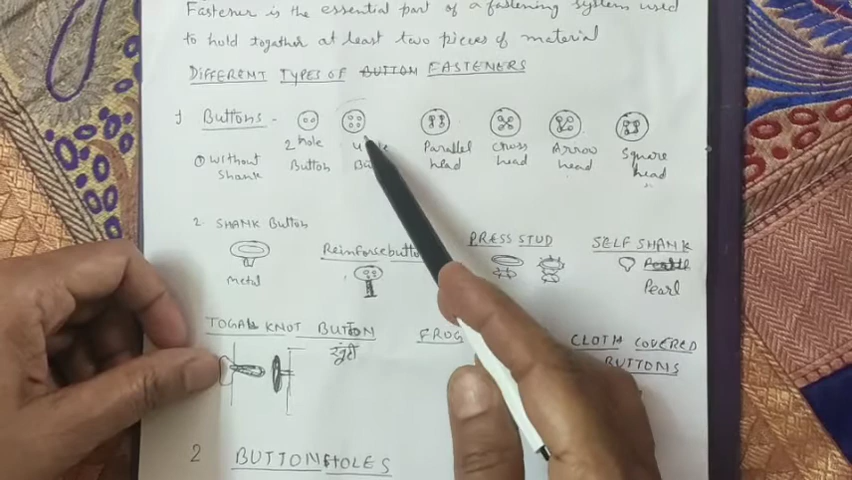 Fastener is the essential part of a fastening system used
to hold together at least two pieces of material
DIFFERENT TYPES OF BUTTON FASTENERS
1 Buttons -
① Without Shank
2 hole Button
Parallel head
Cross head
Arrow head
Square head
2. SHANK Button
metal
Reinforse button
PRESS STUD
SELF SHANK
Pearl
TOGAL KNOT BUTTON
FROG
CLOTH COVERED BUTTONS
2 BUTTONHOLES